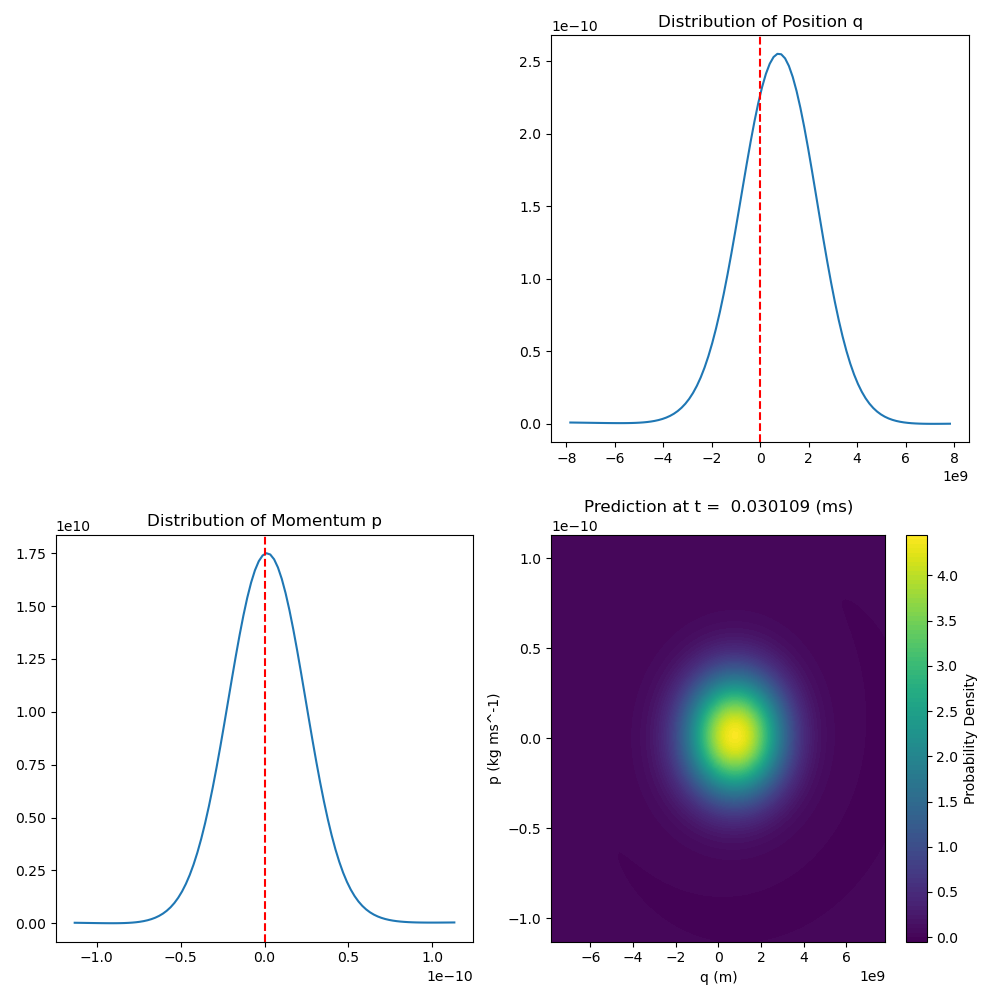 Distribution of Position q
1e−10
2.5
2.0
1.5
1.0
0.5
0.0
−8 −6 −4 −2 0 2 4 6 8
1e9
Distribution of Momentum p
1e10
1.75
1.50
1.25
1.00
0.75
0.50
0.25
0.00
−1.0 −0.5 0.0 0.5 1.0
1e−10
Prediction at t =  0.030109 (ms)
1e−10
1.0
0.5
0.0
−0.5
−1.0
p (kg ms^-1)
−6 −4 −2 0 2 4 6
q (m)
1e9
4.0
3.5
3.0
2.5
2.0
1.5
1.0
0.5
0.0
Probability Density